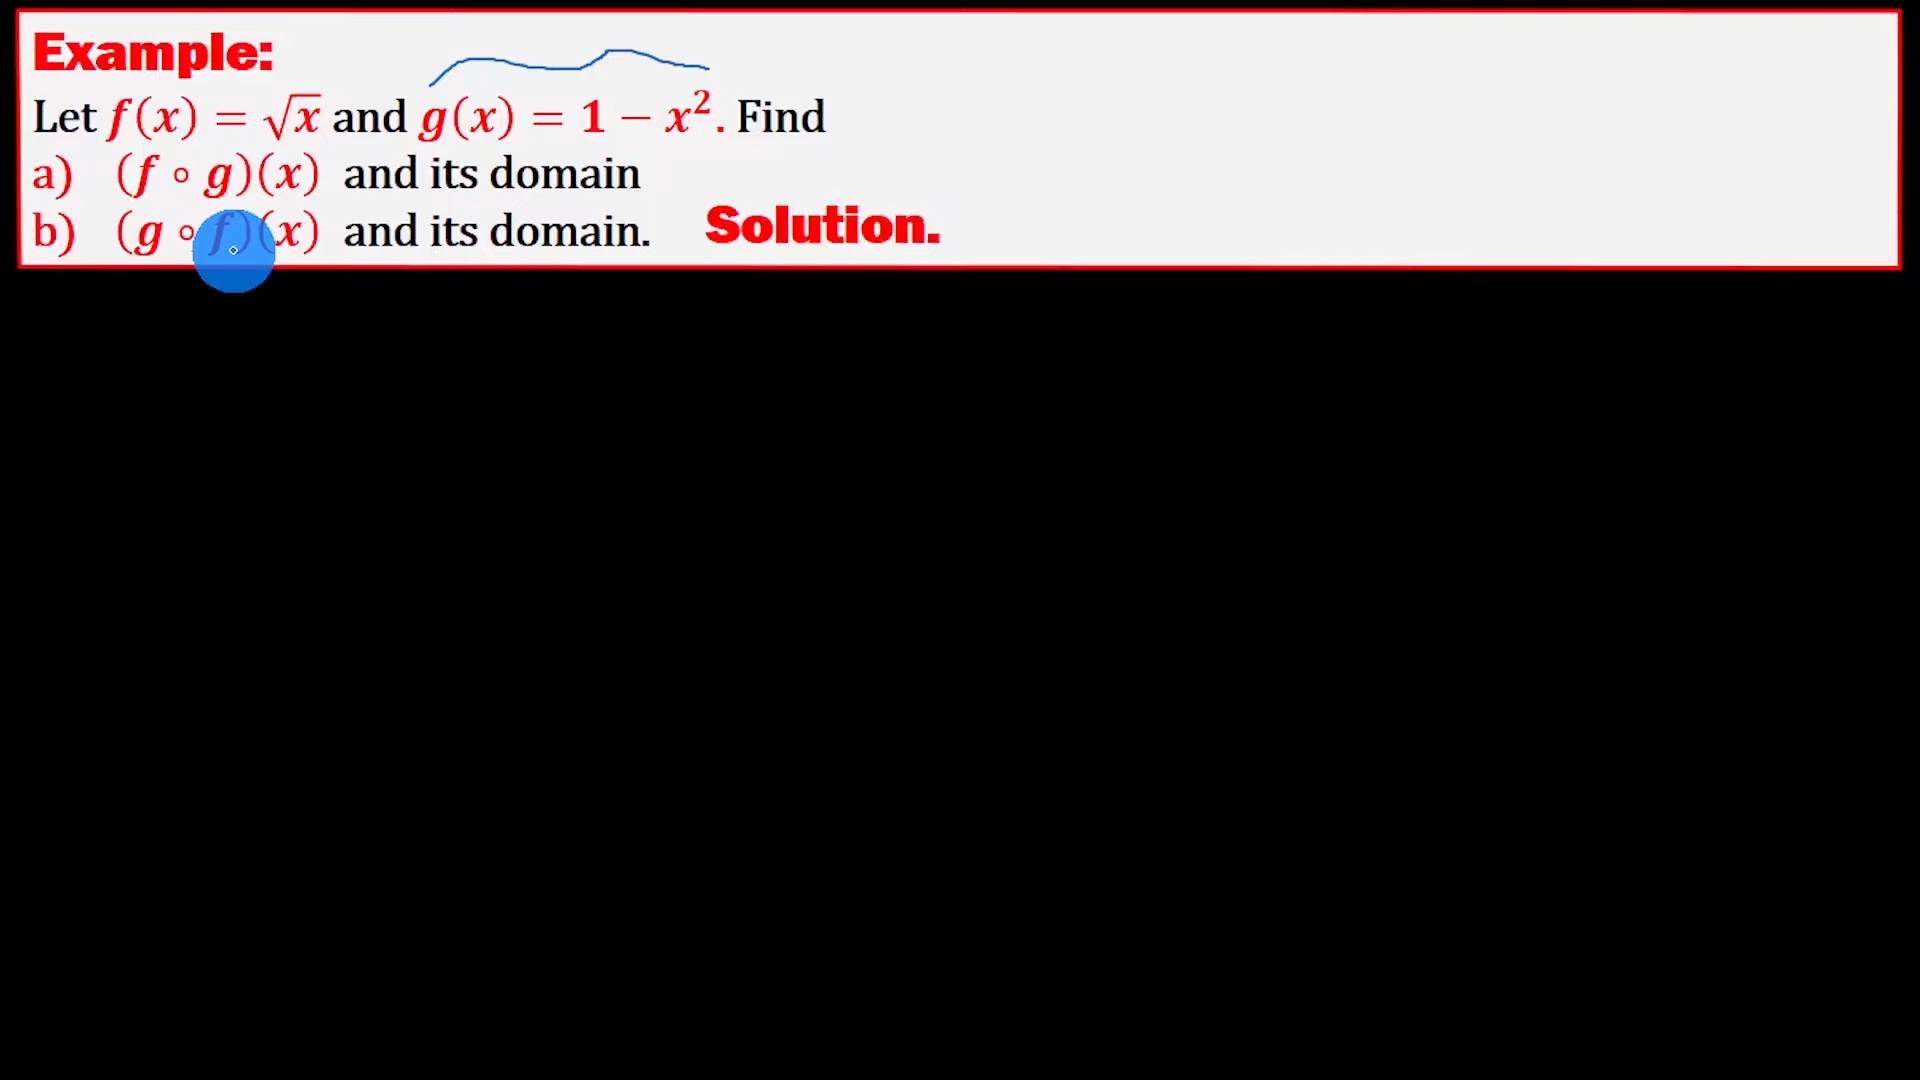 Example:
Let f(x) = √x and g(x) = 1 − x². Find
a) (f ∘ g)(x) and its domain
b) (g ∘ f)(x) and its domain. Solution.